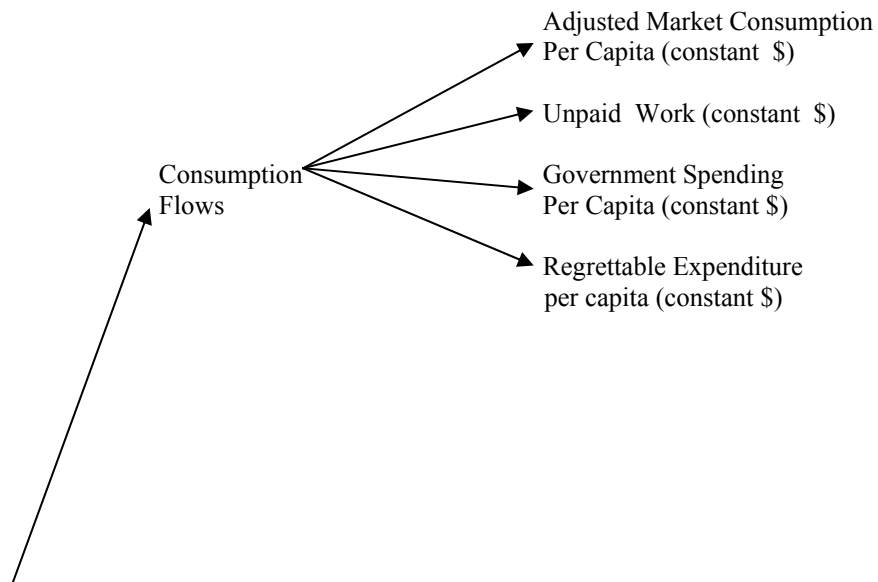 Adjusted Market Consumption
Per Capita (constant $)
Unpaid Work (constant $)
Consumption
Flows
Government Spending
Per Capita (constant $)
Regrettable Expenditure
per capita (constant $)